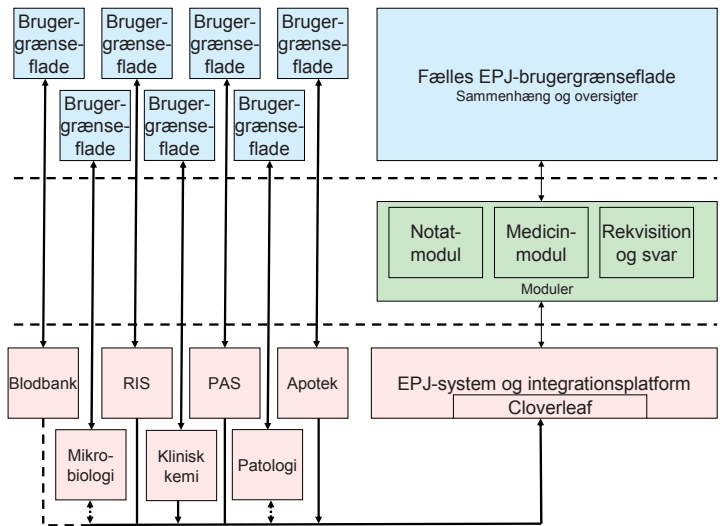 Bruger-
grænse-
flade
Bruger-
grænse-
flade
Bruger-
grænse-
flade
Bruger-
grænse-
flade
Bruger-
grænse-
flade
Bruger-
grænse-
flade
Bruger-
grænse-
flade
Fælles EPJ-brugergrænseflade
Sammenhæng og oversigter
Notat-
modul
Medicin-
modul
Rekvisition
og svar
Moduler
Blodbank
RIS
PAS
Apotek
Mikro-
biologi
Klinisk
kemi
Patologi
EPJ-system og integrationsplatform
Cloverleaf